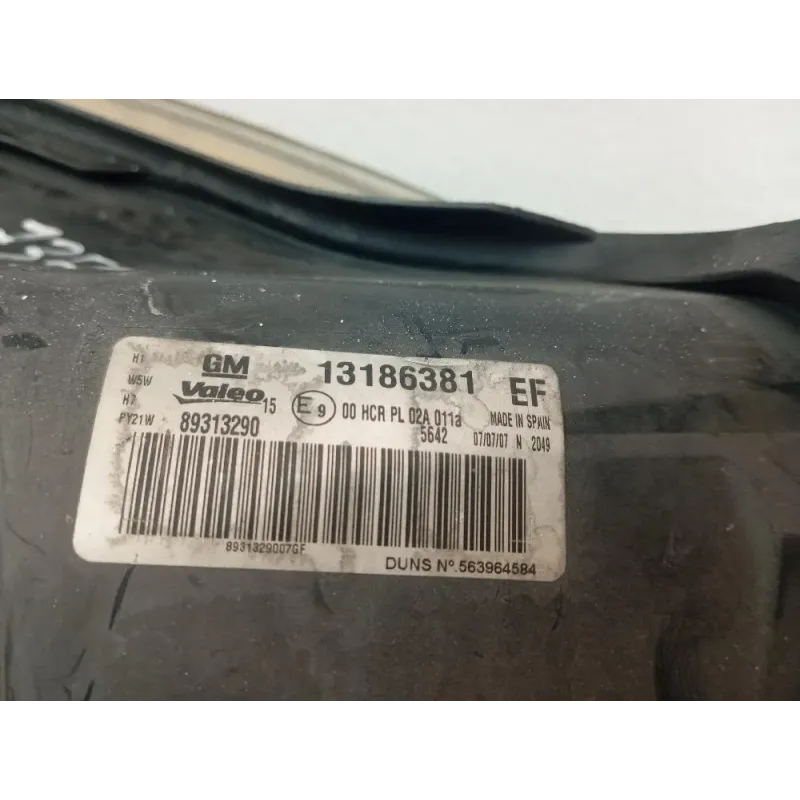 H1
W5W
H7
PY21W
GM 13186381 EF
Valeo 15 E9 00 HCR PL 02A 011a MADE IN SPAIN
89313290 5642 07/07/07 N 2049
8931329007GF
DUNS Nº.563964584